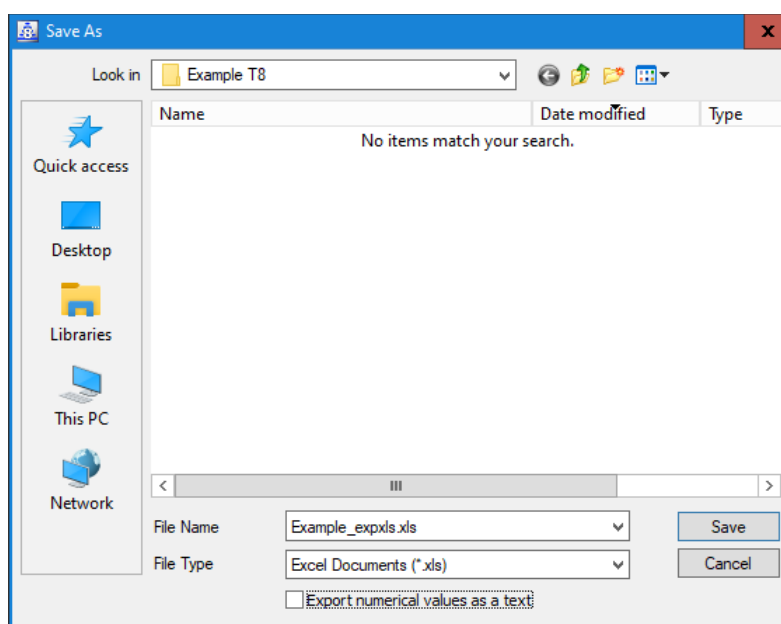 Save As
Look in Example T8
Name Date modified Type
No items match your search.
Quick access
Desktop
Libraries
This PC
Network
File Name Example_expxls.xls Save
File Type Excel Documents (*.xls) Cancel
Export numerical values as a text